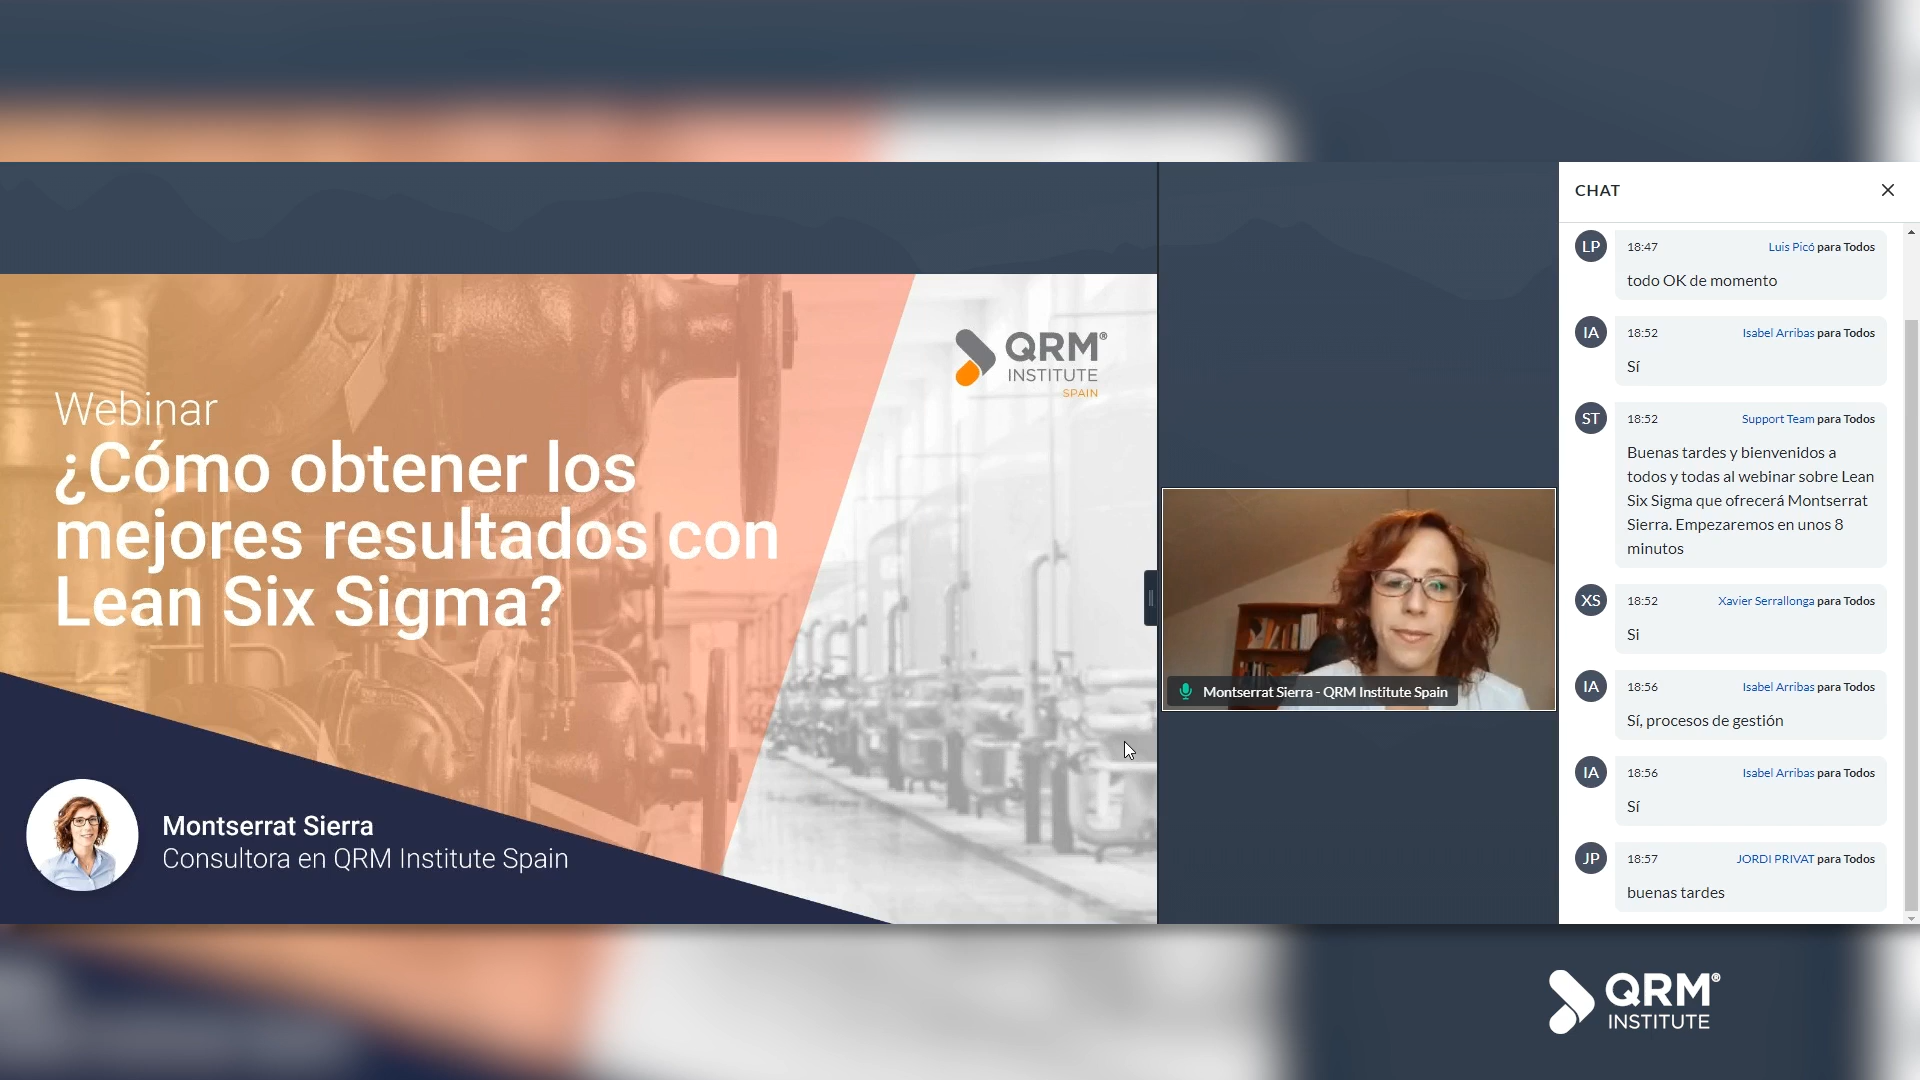 QRM®
INSTITUTE
SPAIN
Webinar
¿Cómo obtener los
mejores resultados con
Lean Six Sigma?
Montserrat Sierra
Consultora en QRM Institute Spain
Montserrat Sierra - QRM Institute Spain
CHAT
LP
18:47 Luis Picó para Todos
todo OK de momento
IA
18:52 Isabel Arribas para Todos
Sí
ST
18:52 Support Team para Todos
Buenas tardes y bienvenidos a
todos y todas al webinar sobre Lean
Six Sigma que ofrecerá Montserrat
Sierra. Empezaremos en unos 8
minutos
XS
18:52 Xavier Serrallonga para Todos
Si
IA
18:56 Isabel Arribas para Todos
Sí, procesos de gestión
IA
18:56 Isabel Arribas para Todos
Sí
JP
18:57 JORDI PRIVAT para Todos
buenas tardes
QRM®
INSTITUTE